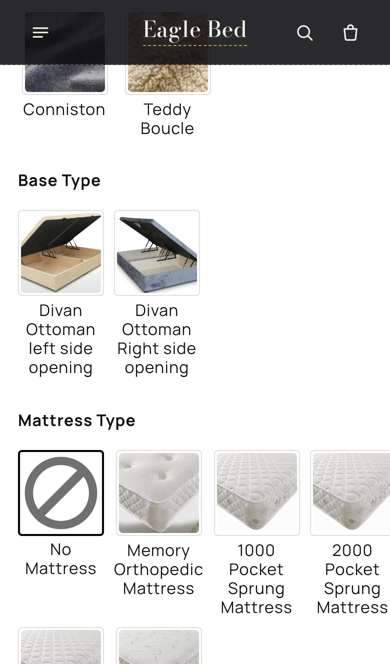 Eagle Bed
Conniston
Teddy
Boucle
Base Type
Divan
Ottoman
left side
opening
Divan
Ottoman
Right side
opening
Mattress Type
No
Mattress
Memory
Orthopedic
Mattress
1000
Pocket
Sprung
Mattress
2000
Pocket
Sprung
Mattress